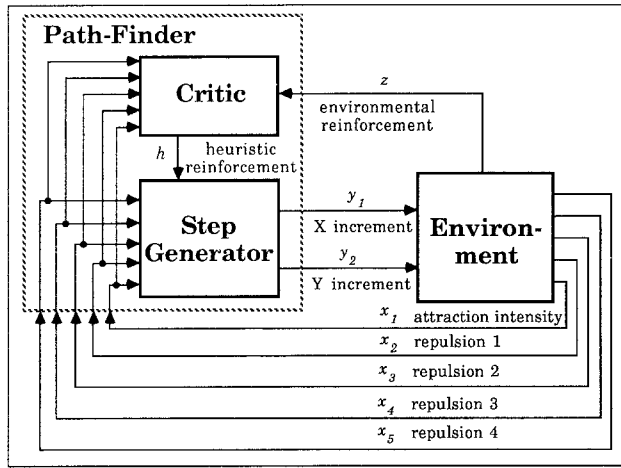 Path-Finder
Critic
z
environmental
reinforcement
h
heuristic
reinforcement
Step
Generator
y1
X increment
y2
Y increment
Environ-
ment
x1 attraction intensity
x2 repulsion 1
x3 repulsion 2
x4 repulsion 3
x5 repulsion 4